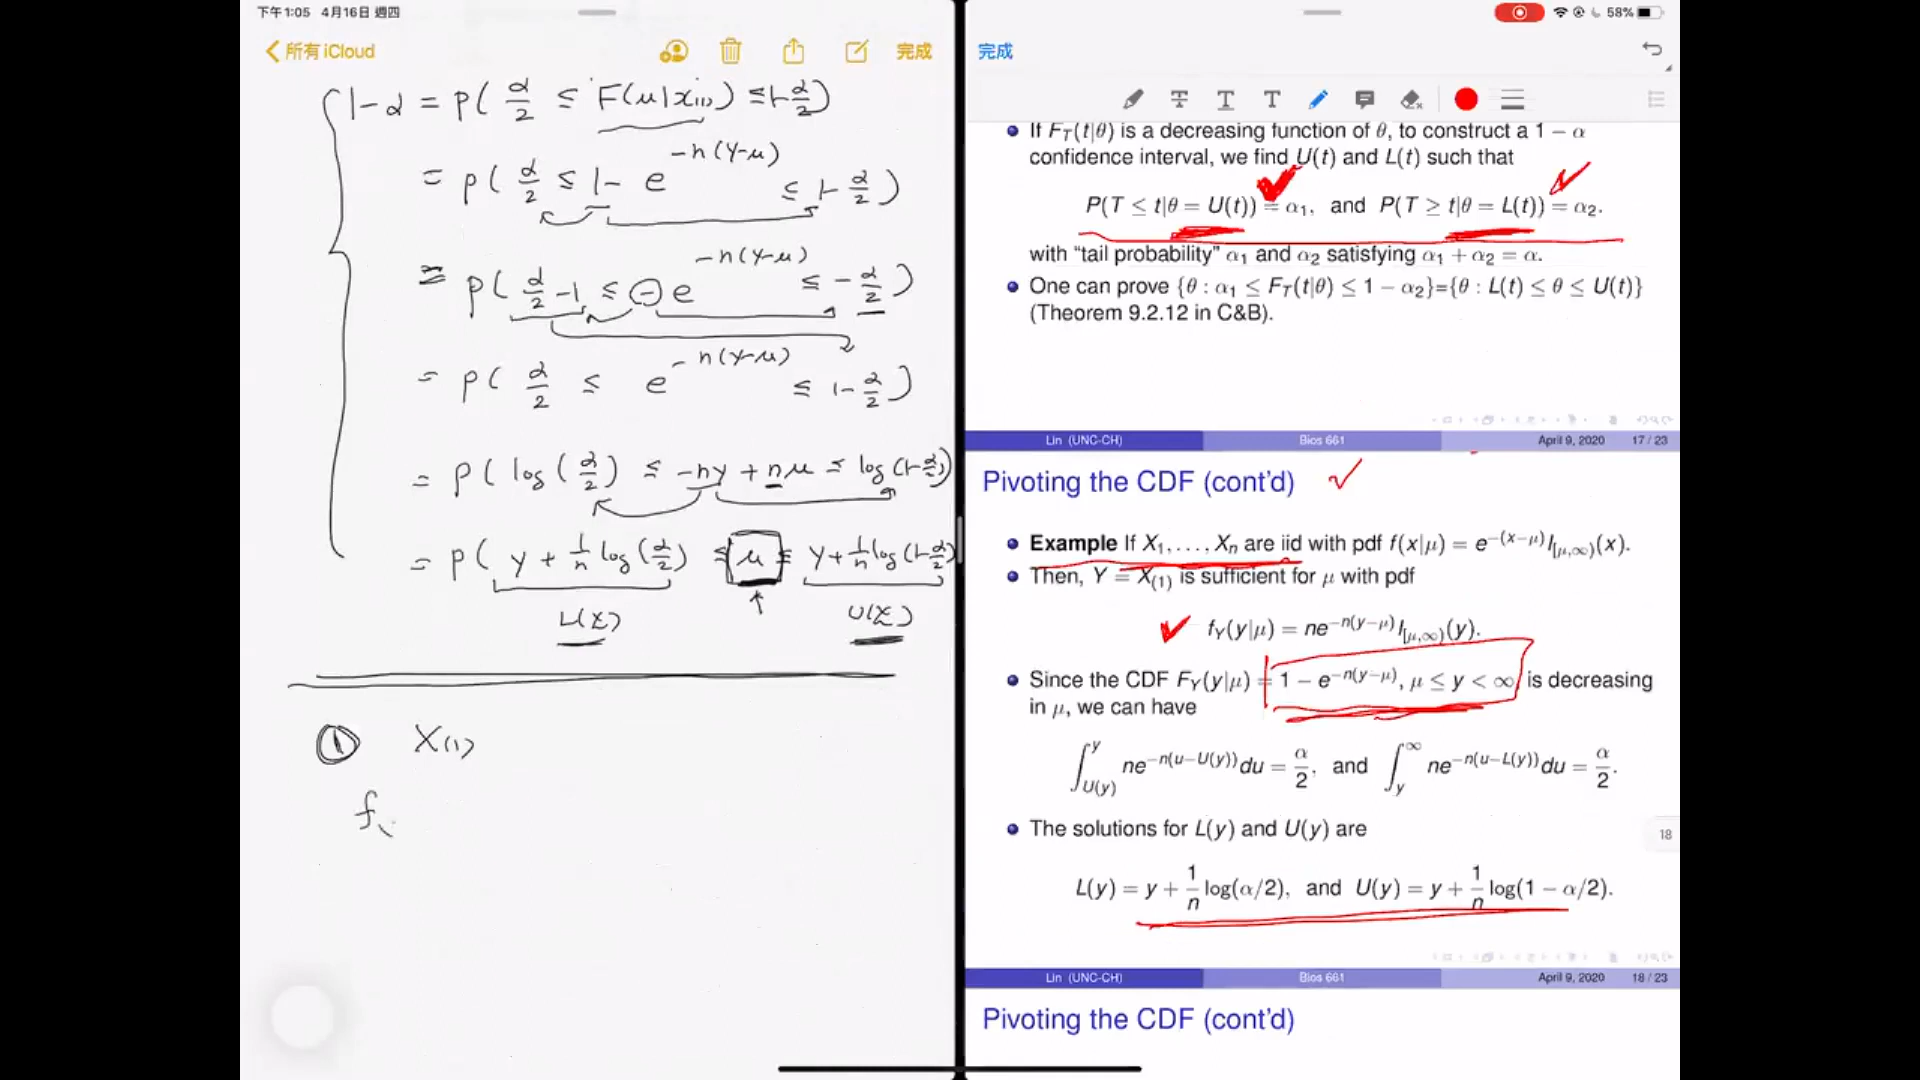 下午1:05 4月16日 週四
所有 iCloud
完成
1-α = P( α/2 ≤ F(μ|X(1)) ≤ 1-α/2 )
= P( α/2 ≤ 1- e^{-n(Y-μ)} ≤ 1-α/2 )
= P( α/2 -1 ≤ - e^{-n(Y-μ)} ≤ -α/2 )
= P( α/2 ≤ e^{-n(Y-μ)} ≤ 1-α/2 )
= P( log(α/2) ≤ -ny + nμ ≤ log(1-α/2) )
= P( y + 1/n log(α/2) ≤ μ ≤ y + 1/n log(1-α/2) )
L(x) U(x)
① X(1)
f
58%
完成
If F_T(t|θ) is a decreasing function of θ, to construct a 1 − α
confidence interval, we find U(t) and L(t) such that
P(T ≤ t|θ = U(t)) = α₁, and P(T ≥ t|θ = L(t)) = α₂.
with “tail probability” α₁ and α₂ satisfying α₁ + α₂ = α.
One can prove {θ : α₁ ≤ F_T(t|θ) ≤ 1 − α₂}={θ : L(t) ≤ θ ≤ U(t)}
(Theorem 9.2.12 in C&B).
Lin (UNC-CH) Bios 661 April 9, 2020 17 / 23
Pivoting the CDF (cont’d)
Example If X₁, . . . , Xₙ are iid with pdf f(x|μ) = e^{−(x−μ)}I_{[μ,∞)}(x).
Then, Y = X_{(1)} is sufficient for μ with pdf
f_Y(y|μ) = ne^{−n(y−μ)}I_{[μ,∞)}(y).
Since the CDF F_Y(y|μ) = 1 − e^{−n(y−μ)}, μ ≤ y < ∞, is decreasing
in μ, we can have
∫_{U(y)}^{y} ne^{−n(u−U(y))}du = α/2, and ∫_{y}^{∞} ne^{−n(u−L(y))}du = α/2.
The solutions for L(y) and U(y) are
18
L(y) = y + 1/n log(α/2), and U(y) = y + 1/n log(1 − α/2).
Lin (UNC-CH) Bios 661 April 9, 2020 18 / 23
Pivoting the CDF (cont’d)